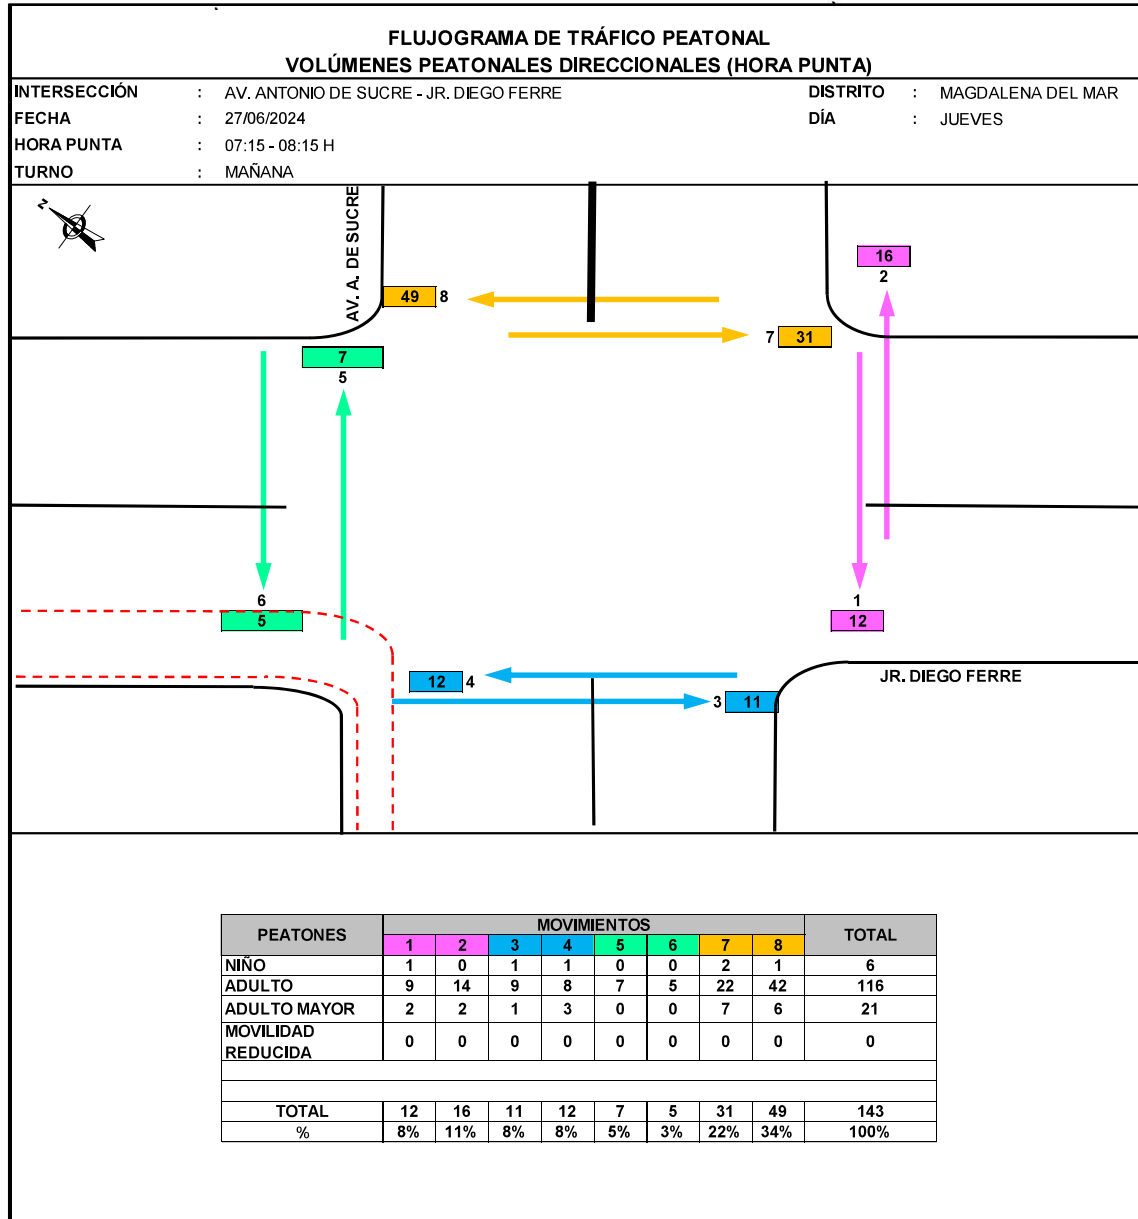 FLUJOGRAMA DE TRÁFICO PEATONAL
VOLÚMENES PEATONALES DIRECCIONALES (HORA PUNTA)
INTERSECCIÓN : AV. ANTONIO DE SUCRE - JR. DIEGO FERRE DISTRITO : MAGDALENA DEL MAR
FECHA : 27/06/2024 DÍA : JUEVES
HORA PUNTA : 07:15 - 08:15 H
TURNO : MAÑANA
N
AV. A. DE SUCRE
16
2
49 8
7 31
7
5
6
5
1
12
12 4
3 11
JR. DIEGO FERRE
PEATONES MOVIMIENTOS TOTAL
1 2 3 4 5 6 7 8
NIÑO 1 0 1 1 0 0 2 1 6
ADULTO 9 14 9 8 7 5 22 42 116
ADULTO MAYOR 2 2 1 3 0 0 7 6 21
MOVILIDAD
REDUCIDA 0 0 0 0 0 0 0 0 0
TOTAL 12 16 11 12 7 5 31 49 143
% 8% 11% 8% 8% 5% 3% 22% 34% 100%